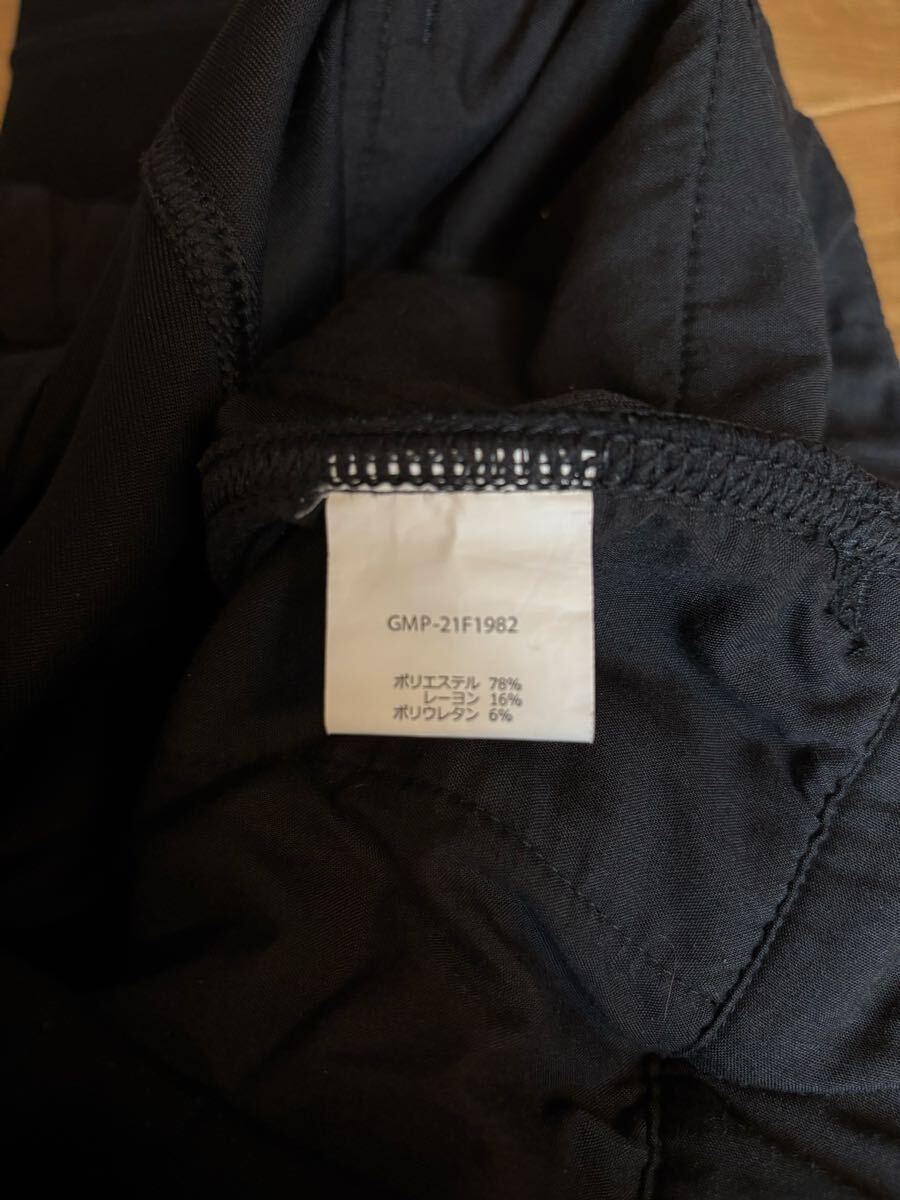 GMP-21F1982
ポリエステル 78%
レーヨン 16%
ポリウレタン 6%